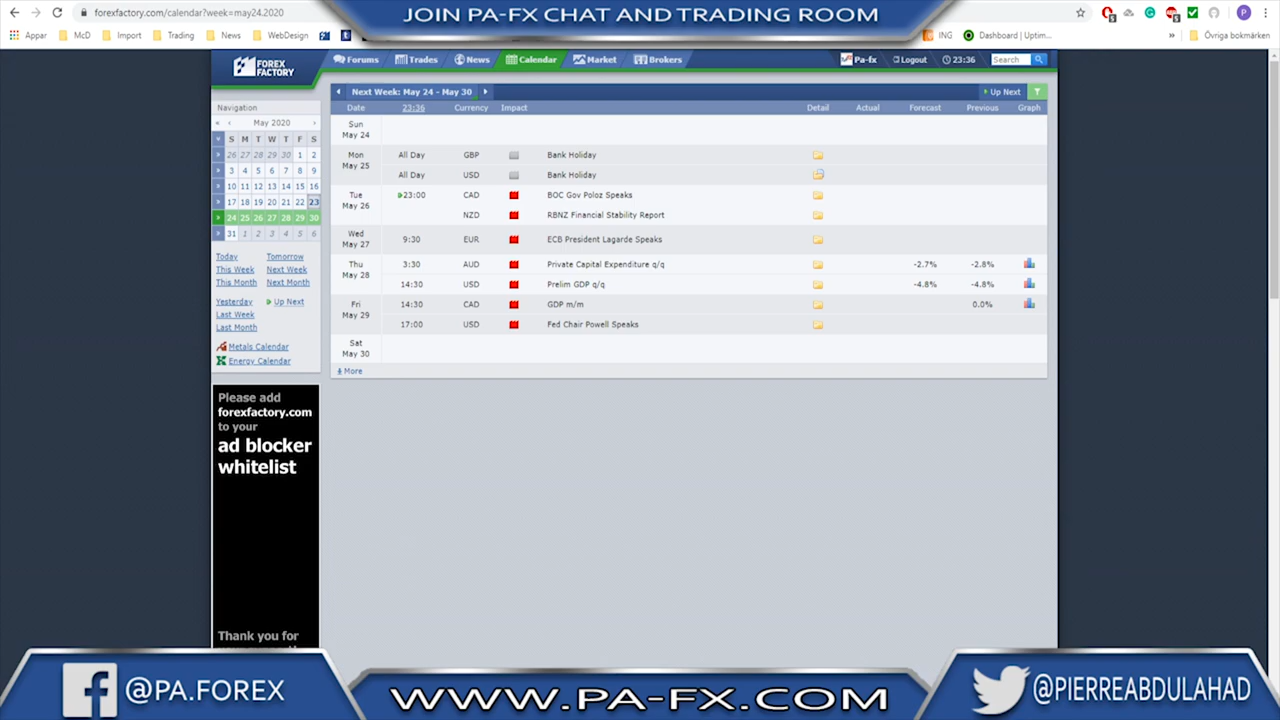 forexfactory.com/calendar?week=may24.2020
JOIN PA-FX CHAT AND TRADING ROOM
Appar McD Import Trading News WebDesign ING Dashboard | Uptim... » Övriga bokmärken
FOREX FACTORY
Forums Trades News Calendar Market Brokers Pa-fx Logout 23:36 Search
Navigation
« ‹ May 2020 ›
S M T W T F S
26 27 28 29 30 1 2
3 4 5 6 7 8 9
10 11 12 13 14 15 16
17 18 19 20 21 22 23
24 25 26 27 28 29 30
31 1 2 3 4 5 6
Today Tomorrow
This Week Next Week
This Month Next Month
Yesterday Up Next
Last Week
Last Month
Metals Calendar
Energy Calendar
Next Week: May 24 - May 30 Up Next
Date 23:36 Currency Impact Detail Actual Forecast Previous Graph
Sun
May 24
Mon
May 25
All Day GBP Bank Holiday
All Day USD Bank Holiday
Tue
May 26
23:00 CAD BOC Gov Poloz Speaks
NZD RBNZ Financial Stability Report
Wed
May 27
9:30 EUR ECB President Lagarde Speaks
Thu
May 28
3:30 AUD Private Capital Expenditure q/q -2.7% -2.8%
14:30 USD Prelim GDP q/q -4.8% -4.8%
Fri
May 29
14:30 CAD GDP m/m 0.0%
17:00 USD Fed Chair Powell Speaks
Sat
May 30
More
Please add
forexfactory.com
to your
ad blocker
whitelist
Thank you for
@PA.FOREX
WWW.PA-FX.COM
@PIERREABDULAHAD